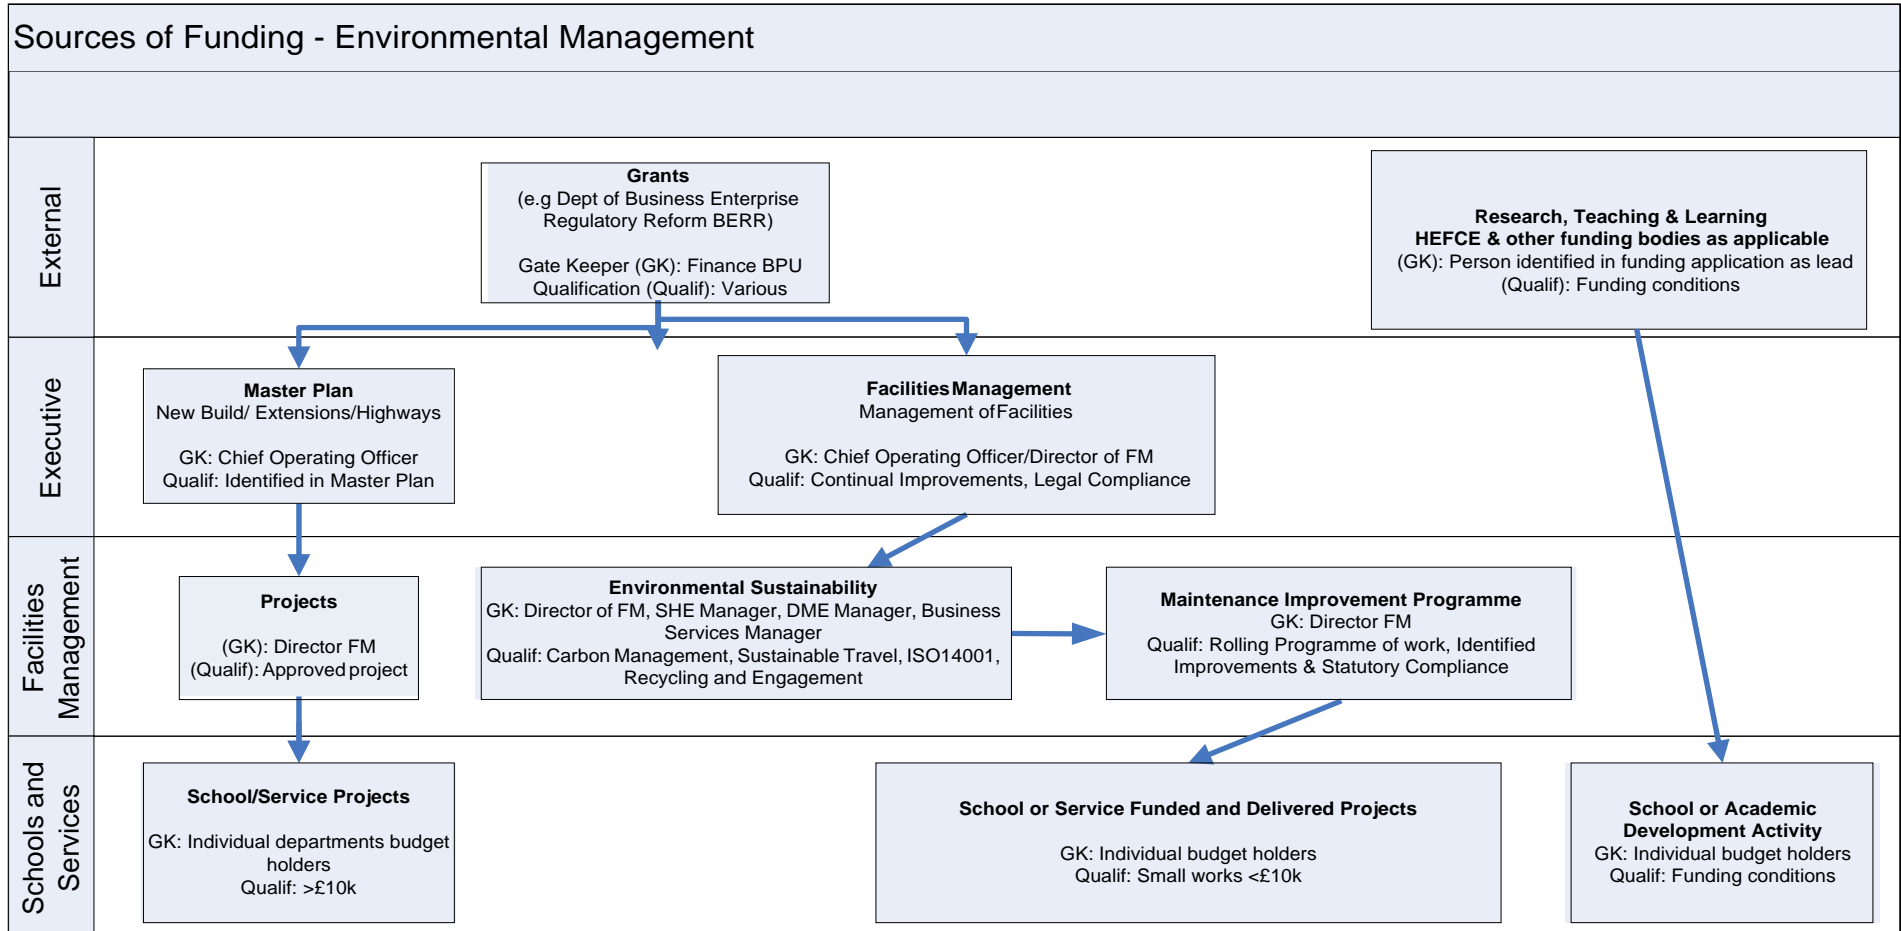 Sources of Funding - Environmental Management
External
Grants
(e.g Dept of Business Enterprise
Regulatory Reform BERR)
Gate Keeper (GK): Finance BPU
Qualification (Qualif): Various
Research, Teaching & Learning
HEFCE & other funding bodies as applicable
(GK): Person identified in funding application as lead
(Qualif): Funding conditions
Executive
Master Plan
New Build/ Extensions/Highways
GK: Chief Operating Officer
Qualif: Identified in Master Plan
Facilities Management
Management of Facilities
GK: Chief Operating Officer/Director of FM
Qualif: Continual Improvements, Legal Compliance
Facilities
Management
Projects
(GK): Director FM
(Qualif): Approved project
Environmental Sustainability
GK: Director of FM, SHE Manager, DME Manager, Business
Services Manager
Qualif: Carbon Management, Sustainable Travel, ISO14001,
Recycling and Engagement
Maintenance Improvement Programme
GK: Director FM
Qualif: Rolling Programme of work, Identified
Improvements & Statutory Compliance
Schools and
Services
School/Service Projects
GK: Individual departments budget
holders
Qualif: >£10k
School or Service Funded and Delivered Projects
GK: Individual budget holders
Qualif: Small works <£10k
School or Academic
Development Activity
GK: Individual budget holders
Qualif: Funding conditions